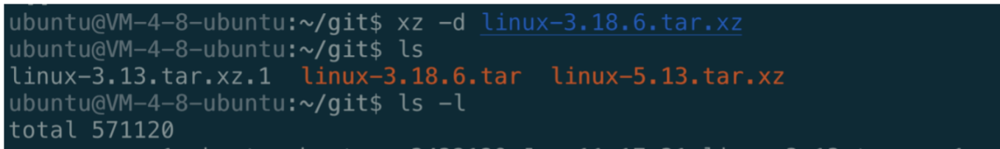 ubuntu@VM-4-8-ubuntu:~/git$ xz -d linux-3.18.6.tar.xz
ubuntu@VM-4-8-ubuntu:~/git$ ls
linux-3.13.tar.xz.1  linux-3.18.6.tar  linux-5.13.tar.xz
ubuntu@VM-4-8-ubuntu:~/git$ ls -l
total 571120